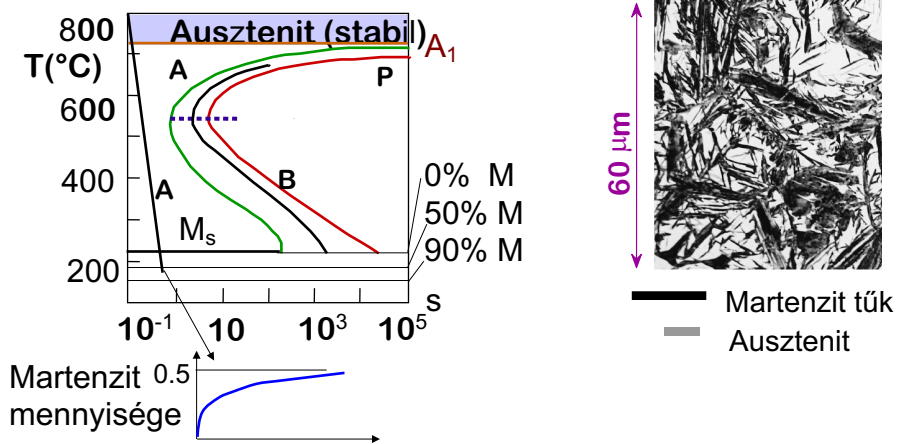 800
Ausztenit (stabil)
A₁
T(°C)
A
P
600
400
A
B
0% M
50% M
Mₛ
90% M
200
s
10⁻¹ 10 10³ 10⁵
Martenzit
mennyisége
0.5
60 μm
Martenzit tűk
Ausztenit